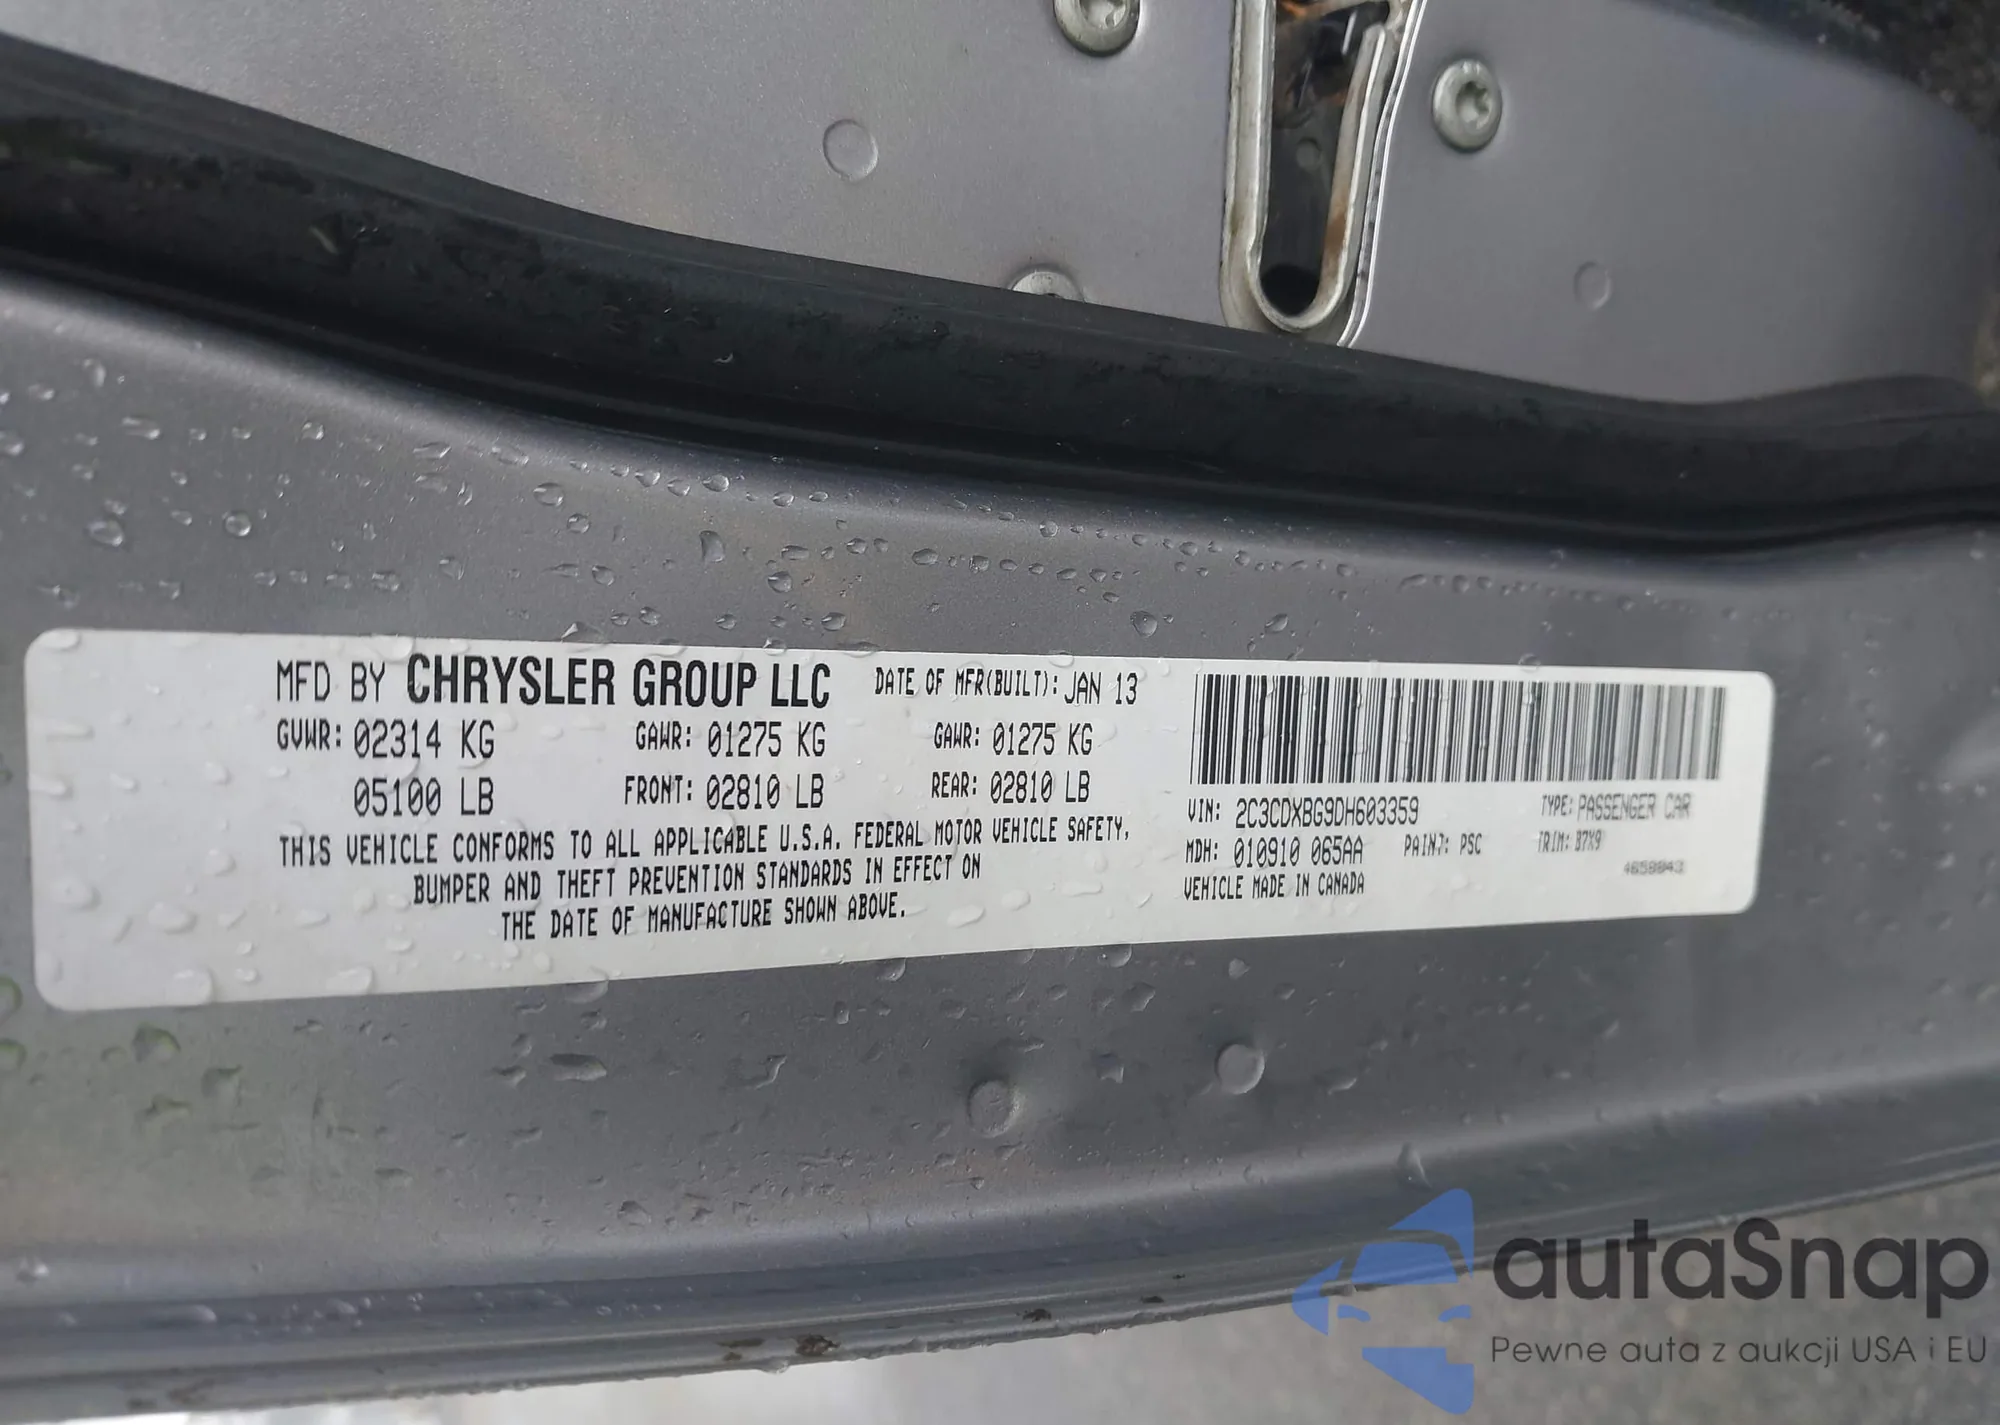 MFD BY CHRYSLER GROUP LLC DATE OF MFR(BUILT): JAN 13
GVWR: 02314 KG GAWR: 01275 KG GAWR: 01275 KG
05100 LB FRONT: 02810 LB REAR: 02810 LB
THIS VEHICLE CONFORMS TO ALL APPLICABLE U.S.A. FEDERAL MOTOR VEHICLE SAFETY,
BUMPER AND THEFT PREVENTION STANDARDS IN EFFECT ON
THE DATE OF MANUFACTURE SHOWN ABOVE.
VIN: 2C3CDXBG9DH603359 TYPE: PASSENGER CAR
MDH: 010910 065AA PAINT: PSC TRIM: B7X9
VEHICLE MADE IN CANADA
autoSnap
Pewne auta z aukcji USA i EU